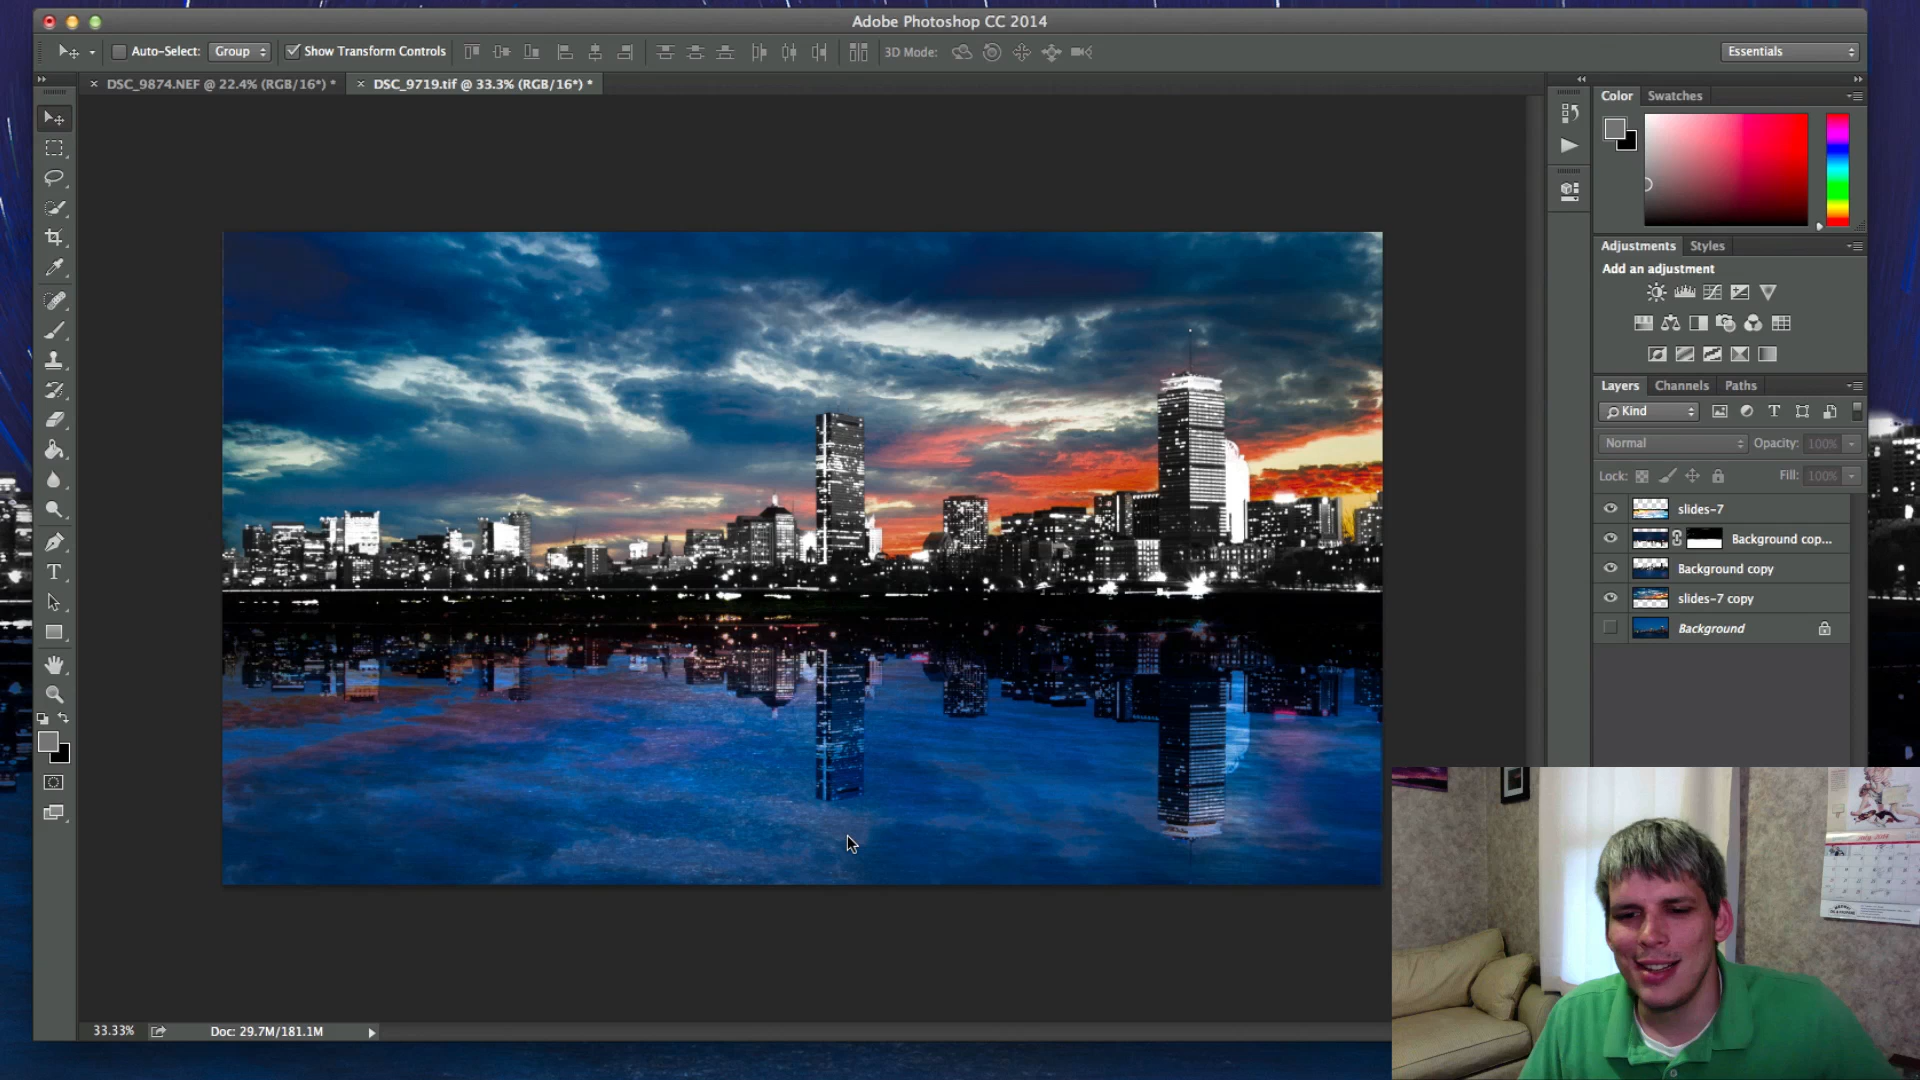 Adobe Photoshop CC 2014
Auto-Select: Group Show Transform Controls 3D Mode: Essentials
DSC_9874.NEF @ 22.4% (RGB/16*) * DSC_9719.tif @ 33.3% (RGB/16*) *
Color Swatches
Adjustments Styles
Add an adjustment
Layers Channels Paths
Kind
Normal Opacity: 100%
Lock: Fill: 100%
slides-7
Background cop...
Background copy
slides-7 copy
Background
T
33.33% Doc: 29.7M/181.1M
July 2014